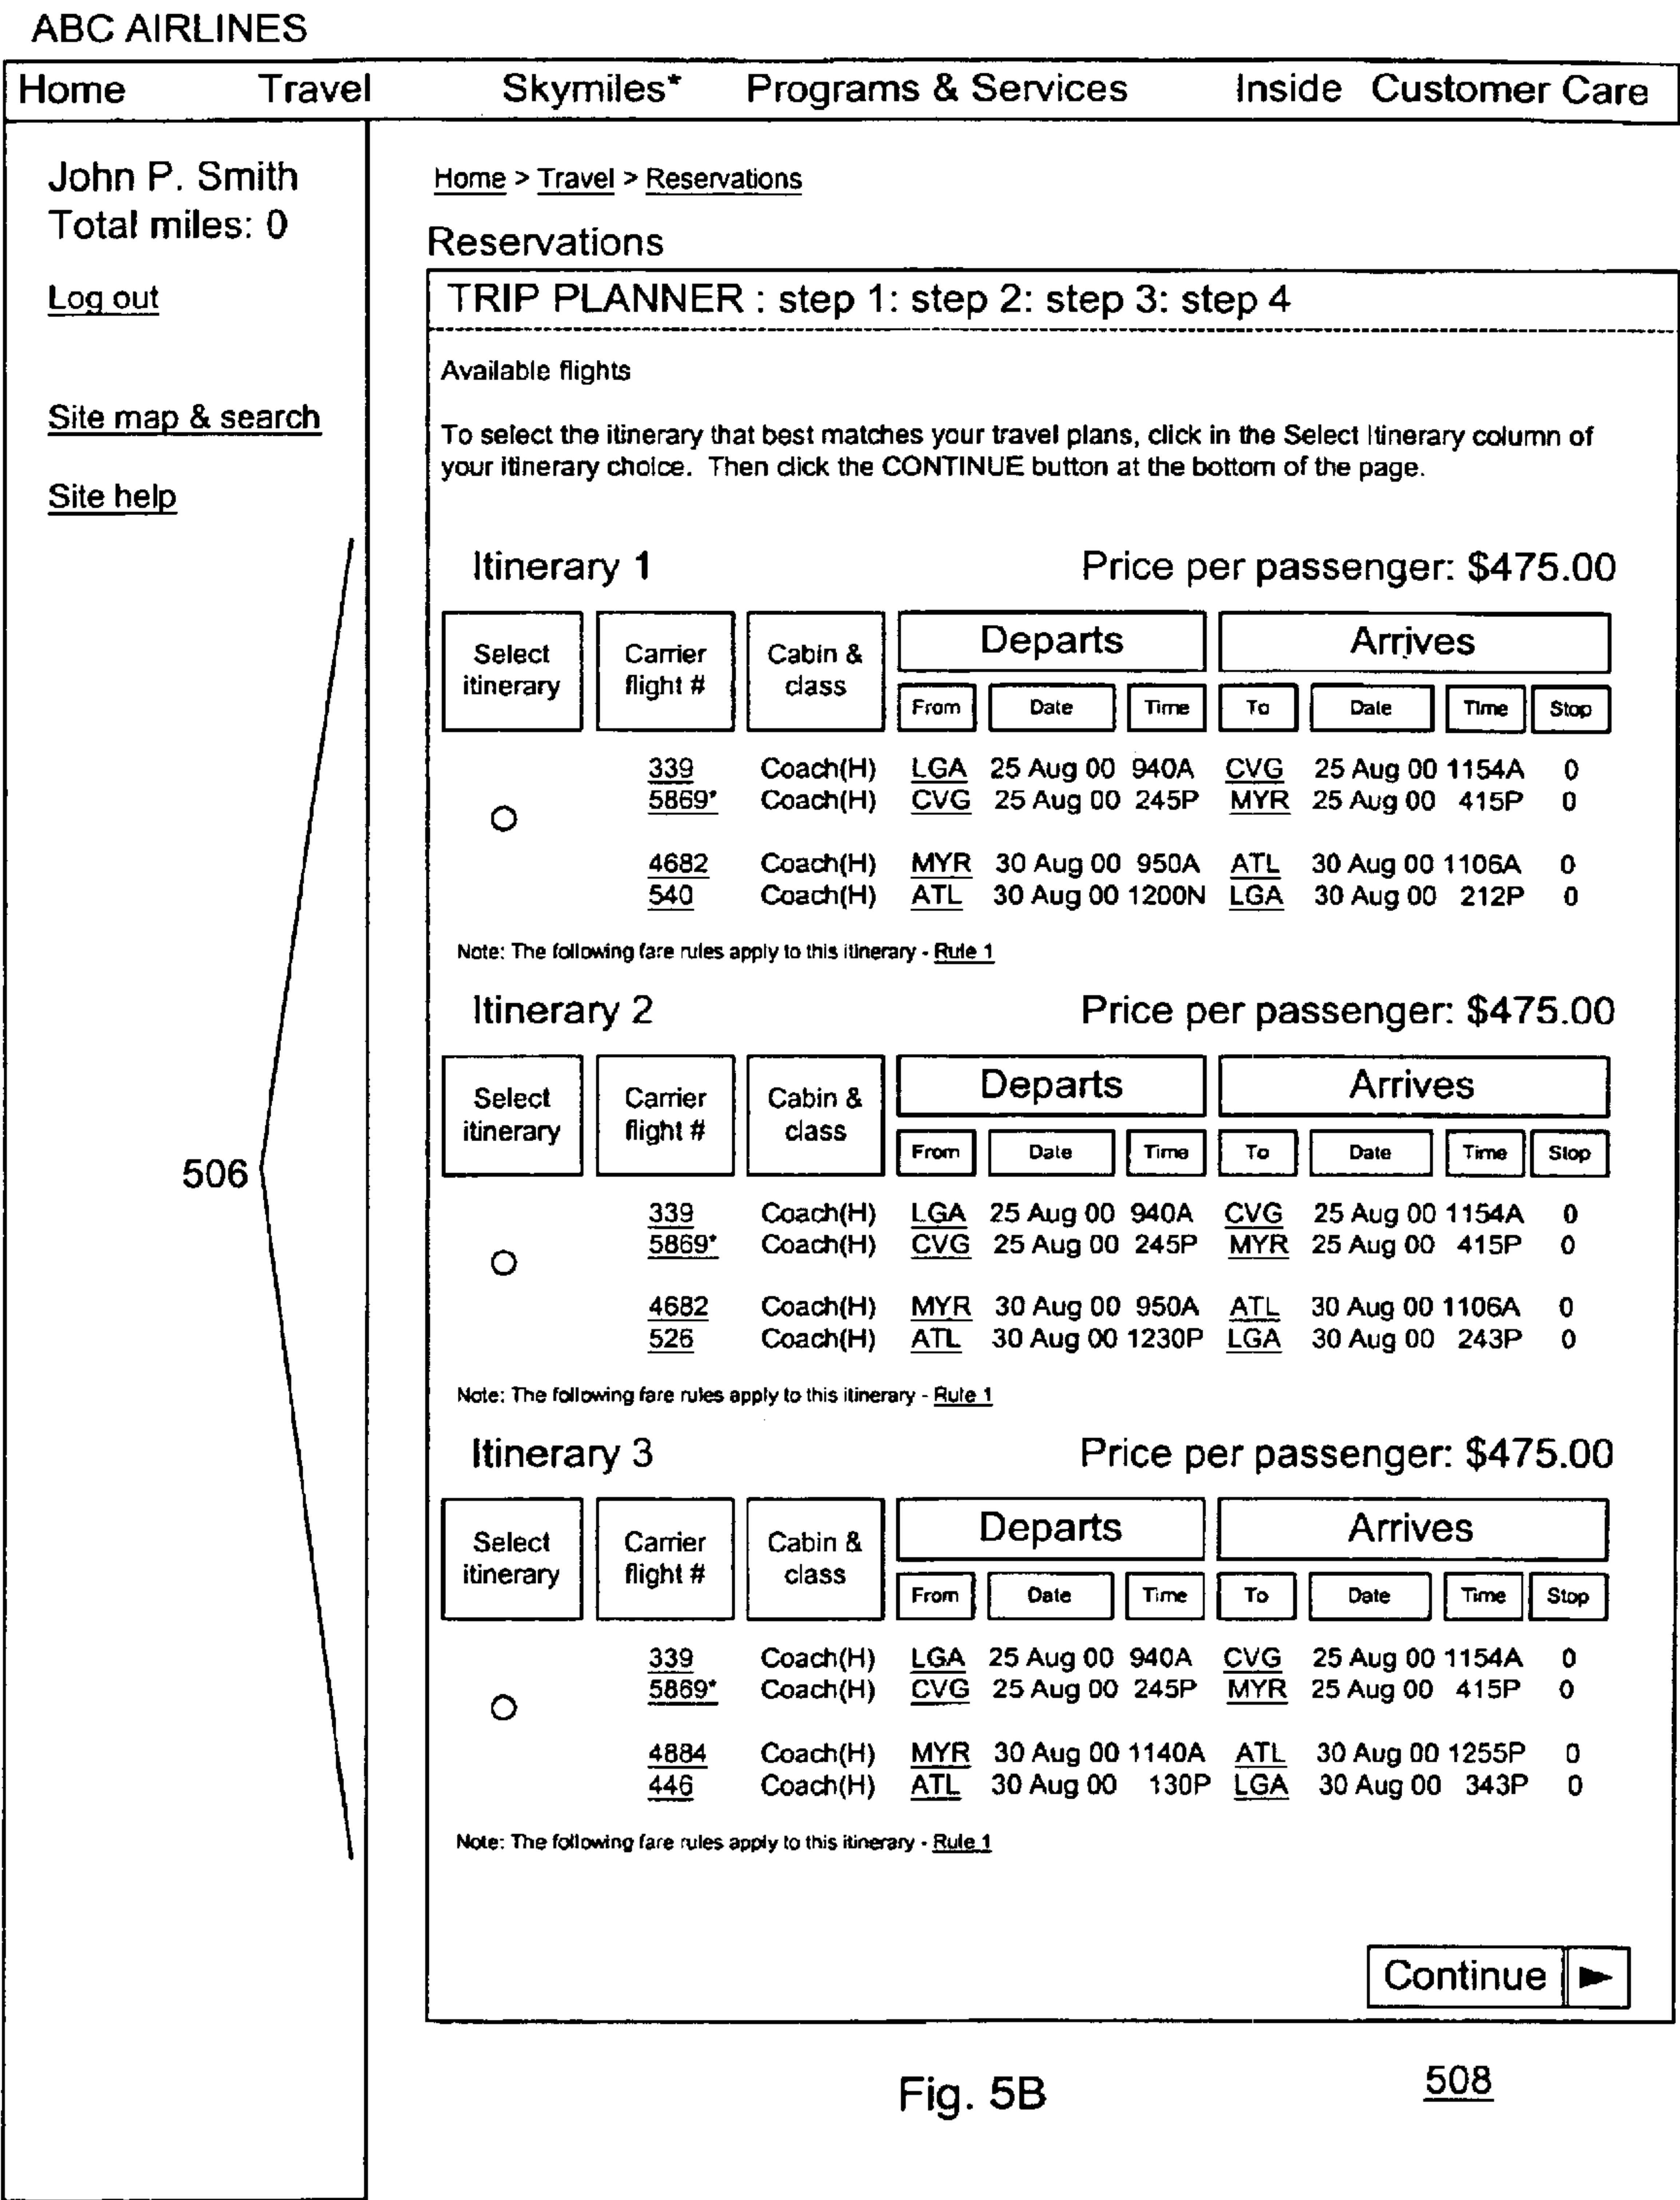 ABC AIRLINES
Home Travel Skymiles* Programs & Services Inside Customer Care
John P. Smith
Total miles: 0
Log out
Site map & search
Site help
506
Home > Travel > Reservations
Reservations
TRIP PLANNER : step 1: step 2: step 3: step 4
Available flights
To select the itinerary that best matches your travel plans, click in the Select Itinerary column of
your itinerary choice. Then click the CONTINUE button at the bottom of the page.
Itinerary 1 Price per passenger: $475.00
Select itinerary Carrier flight # Cabin & class Departs Arrives
From Date Time To Date Time Stop
339 Coach(H) LGA 25 Aug 00 940A CVG 25 Aug 00 1154A 0
5869* Coach(H) CVG 25 Aug 00 245P MYR 25 Aug 00 415P 0
4682 Coach(H) MYR 30 Aug 00 950A ATL 30 Aug 00 1106A 0
540 Coach(H) ATL 30 Aug 00 1200N LGA 30 Aug 00 212P 0
Note: The following fare rules apply to this itinerary - Rule 1
Itinerary 2 Price per passenger: $475.00
Select itinerary Carrier flight # Cabin & class Departs Arrives
From Date Time To Date Time Stop
339 Coach(H) LGA 25 Aug 00 940A CVG 25 Aug 00 1154A 0
5869* Coach(H) CVG 25 Aug 00 245P MYR 25 Aug 00 415P 0
4682 Coach(H) MYR 30 Aug 00 950A ATL 30 Aug 00 1106A 0
526 Coach(H) ATL 30 Aug 00 1230P LGA 30 Aug 00 243P 0
Note: The following fare rules apply to this itinerary - Rule 1
Itinerary 3 Price per passenger: $475.00
Select itinerary Carrier flight # Cabin & class Departs Arrives
From Date Time To Date Time Stop
339 Coach(H) LGA 25 Aug 00 940A CVG 25 Aug 00 1154A 0
5869* Coach(H) CVG 25 Aug 00 245P MYR 25 Aug 00 415P 0
4884 Coach(H) MYR 30 Aug 00 1140A ATL 30 Aug 00 1255P 0
446 Coach(H) ATL 30 Aug 00 130P LGA 30 Aug 00 343P 0
Note: The following fare rules apply to this itinerary - Rule 1
Continue
Fig. 5B
508